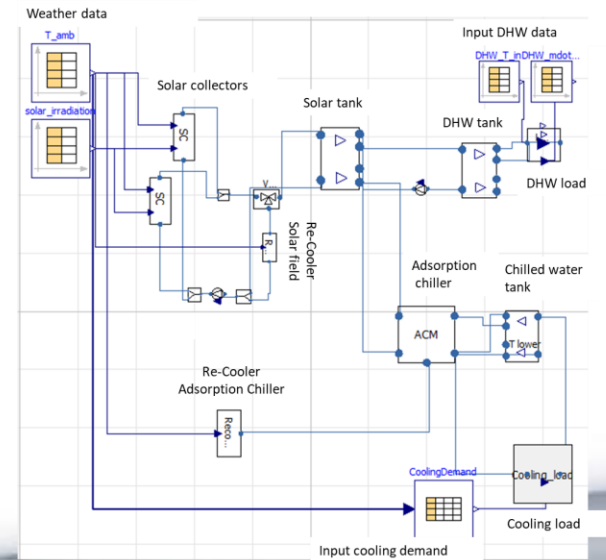 Weather data
T_amb
solar_irradiation
Input DHW data
DHW_T_in
DHW_mdot...
Solar collectors
SC
SC
Solar tank
DHW tank
DHW load
V...
R...
Re-Cooler
Solar field
Adsorption
chiller
ACM
Chilled water
tank
T lower
Re-Cooler
Adsorption Chiller
Reco...
CoolingDemand
Cooling_load
Cooling load
Input cooling demand